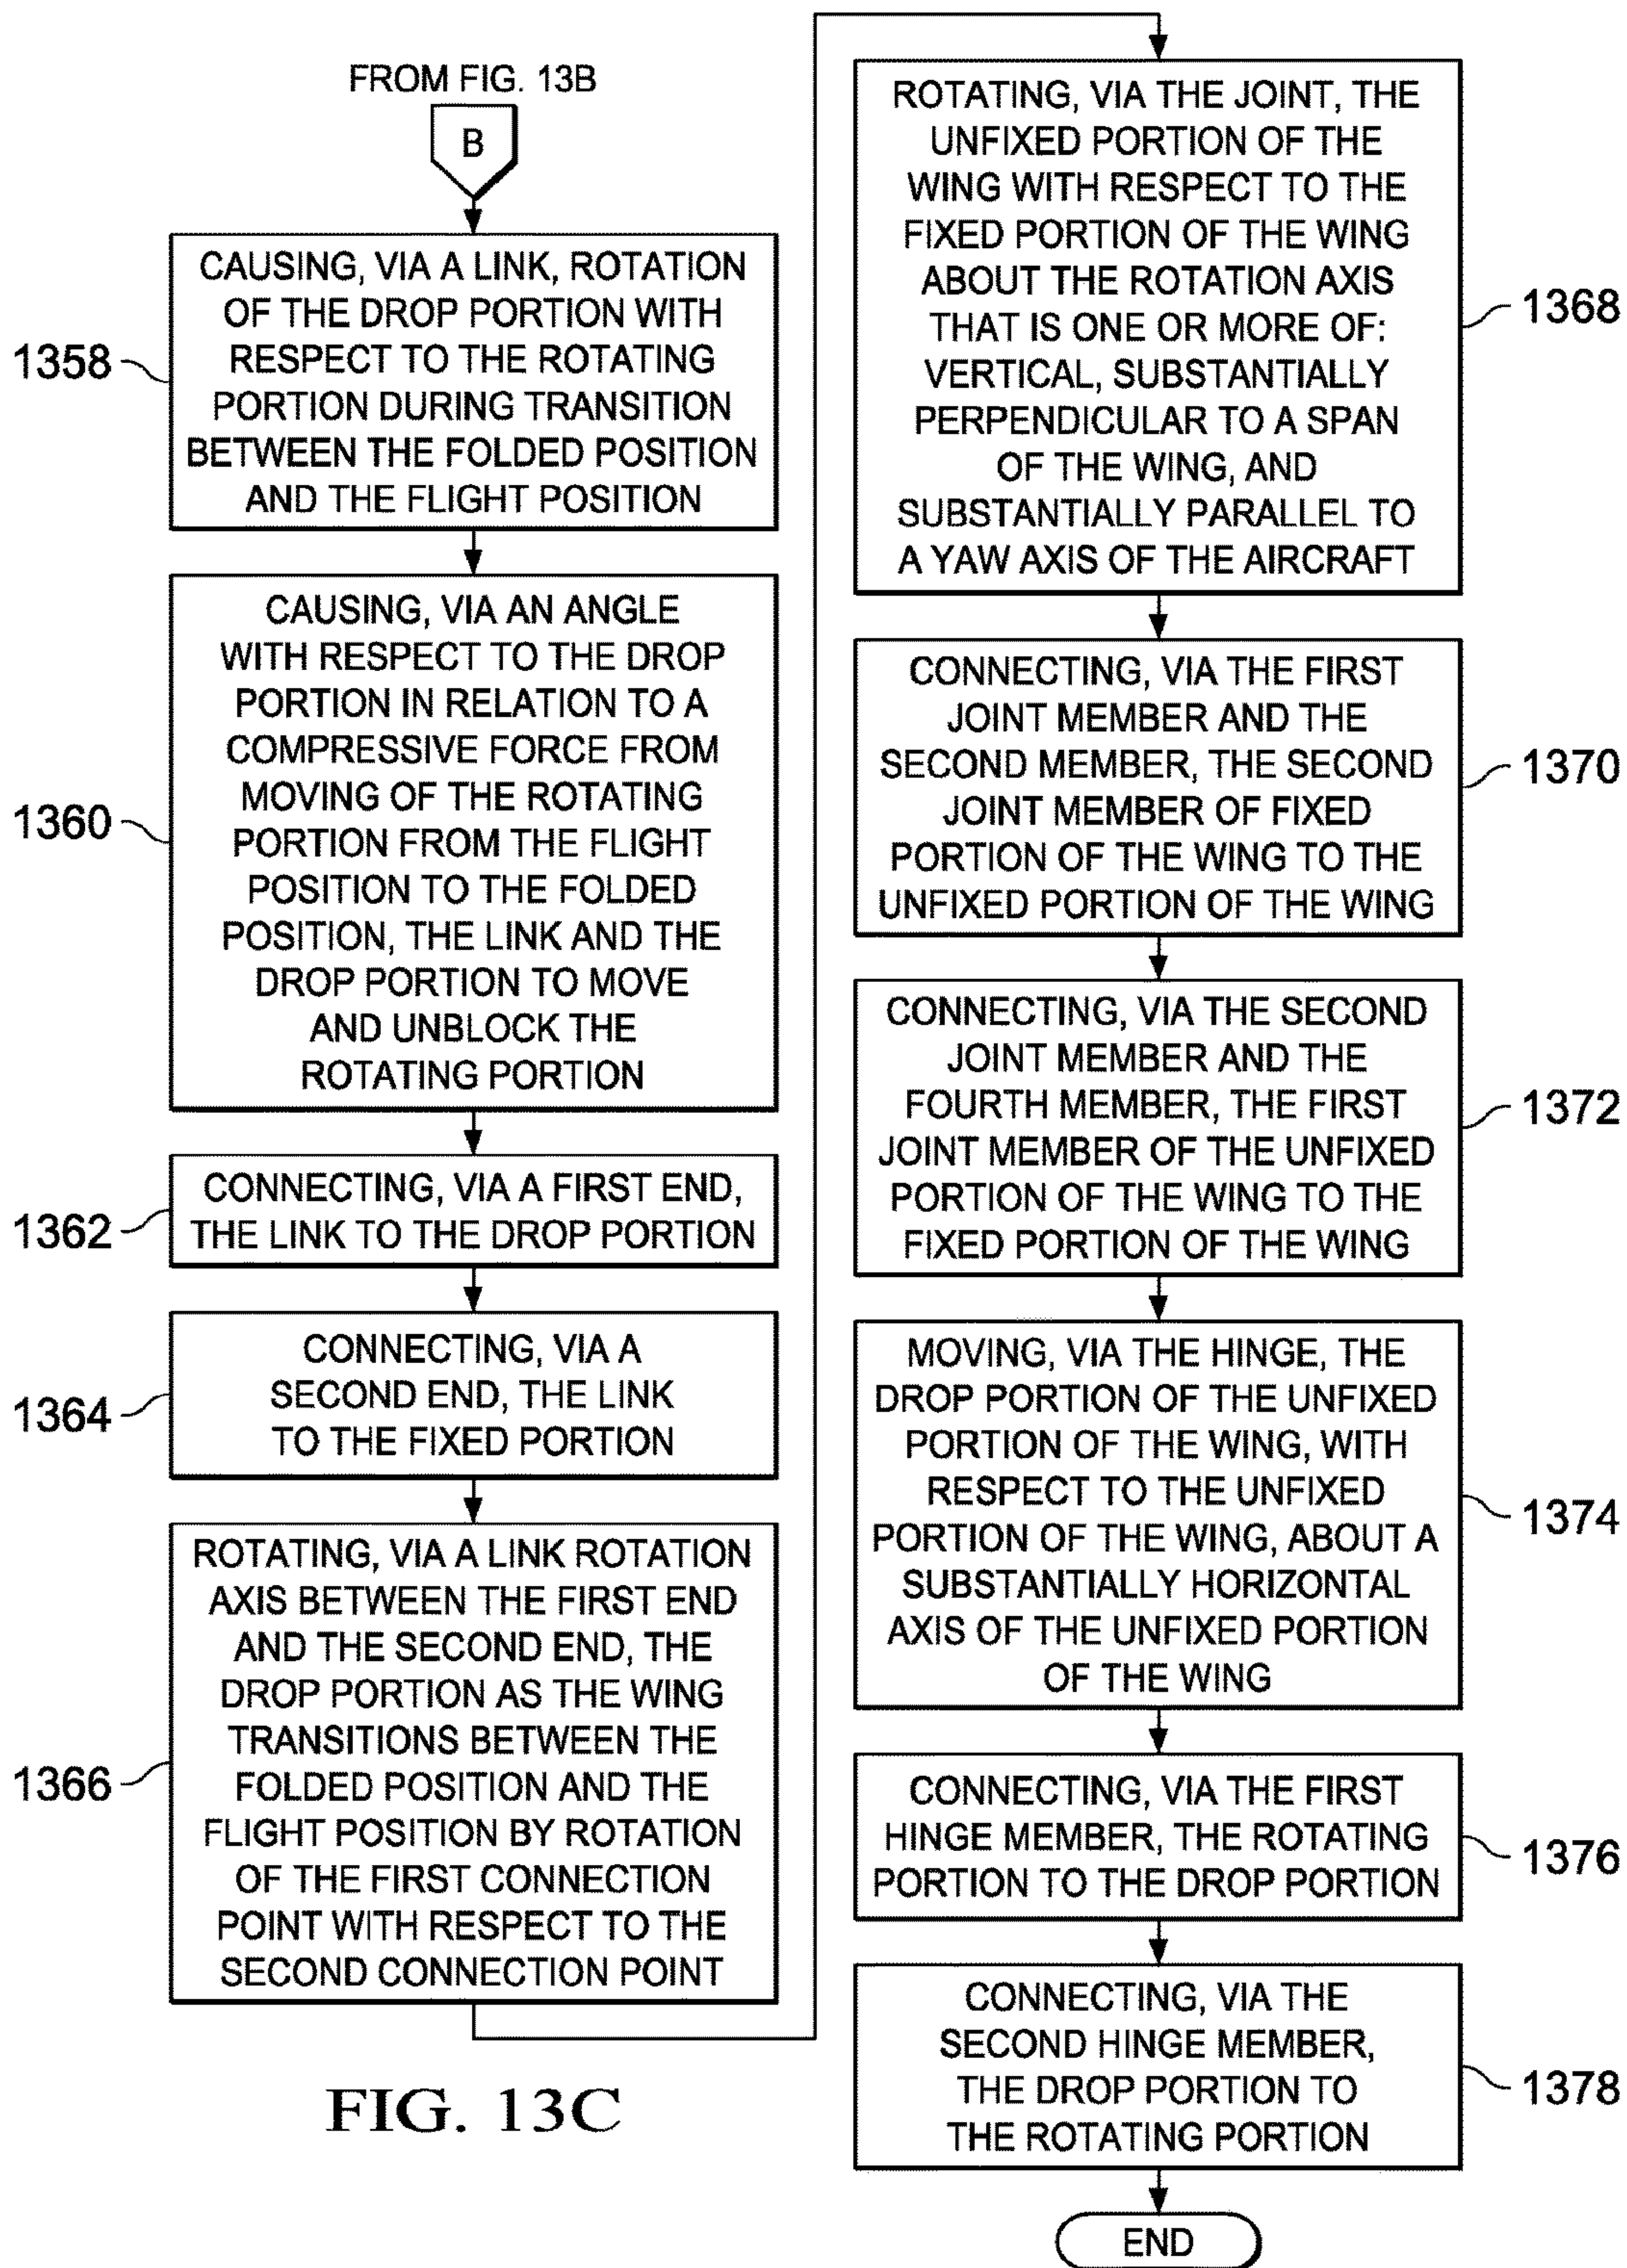 FROM FIG. 13B
B
1358
CAUSING, VIA A LINK, ROTATION
OF THE DROP PORTION WITH
RESPECT TO THE ROTATING
PORTION DURING TRANSITION
BETWEEN THE FOLDED POSITION
AND THE FLIGHT POSITION
1360
CAUSING, VIA AN ANGLE
WITH RESPECT TO THE DROP
PORTION IN RELATION TO A
COMPRESSIVE FORCE FROM
MOVING OF THE ROTATING
PORTION FROM THE FLIGHT
POSITION TO THE FOLDED
POSITION, THE LINK AND THE
DROP PORTION TO MOVE
AND UNBLOCK THE
ROTATING PORTION
1362
CONNECTING, VIA A FIRST END,
THE LINK TO THE DROP PORTION
1364
CONNECTING, VIA A
SECOND END, THE LINK
TO THE FIXED PORTION
1366
ROTATING, VIA A LINK ROTATION
AXIS BETWEEN THE FIRST END
AND THE SECOND END, THE
DROP PORTION AS THE WING
TRANSITIONS BETWEEN THE
FOLDED POSITION AND THE
FLIGHT POSITION BY ROTATION
OF THE FIRST CONNECTION
POINT WITH RESPECT TO THE
SECOND CONNECTION POINT
ROTATING, VIA THE JOINT, THE
UNFIXED PORTION OF THE
WING WITH RESPECT TO THE
FIXED PORTION OF THE WING
ABOUT THE ROTATION AXIS
THAT IS ONE OR MORE OF:
VERTICAL, SUBSTANTIALLY
PERPENDICULAR TO A SPAN
OF THE WING, AND
SUBSTANTIALLY PARALLEL TO
A YAW AXIS OF THE AIRCRAFT
1368
CONNECTING, VIA THE FIRST
JOINT MEMBER AND THE
SECOND MEMBER, THE SECOND
JOINT MEMBER OF FIXED
PORTION OF THE WING TO THE
UNFIXED PORTION OF THE WING
1370
CONNECTING, VIA THE SECOND
JOINT MEMBER AND THE
FOURTH MEMBER, THE FIRST
JOINT MEMBER OF THE UNFIXED
PORTION OF THE WING TO THE
FIXED PORTION OF THE WING
1372
MOVING, VIA THE HINGE, THE
DROP PORTION OF THE UNFIXED
PORTION OF THE WING, WITH
RESPECT TO THE UNFIXED
PORTION OF THE WING, ABOUT A
SUBSTANTIALLY HORIZONTAL
AXIS OF THE UNFIXED PORTION
OF THE WING
1374
CONNECTING, VIA THE FIRST
HINGE MEMBER, THE ROTATING
PORTION TO THE DROP PORTION
1376
CONNECTING, VIA THE
SECOND HINGE MEMBER,
THE DROP PORTION TO
THE ROTATING PORTION
1378
END
FIG. 13C